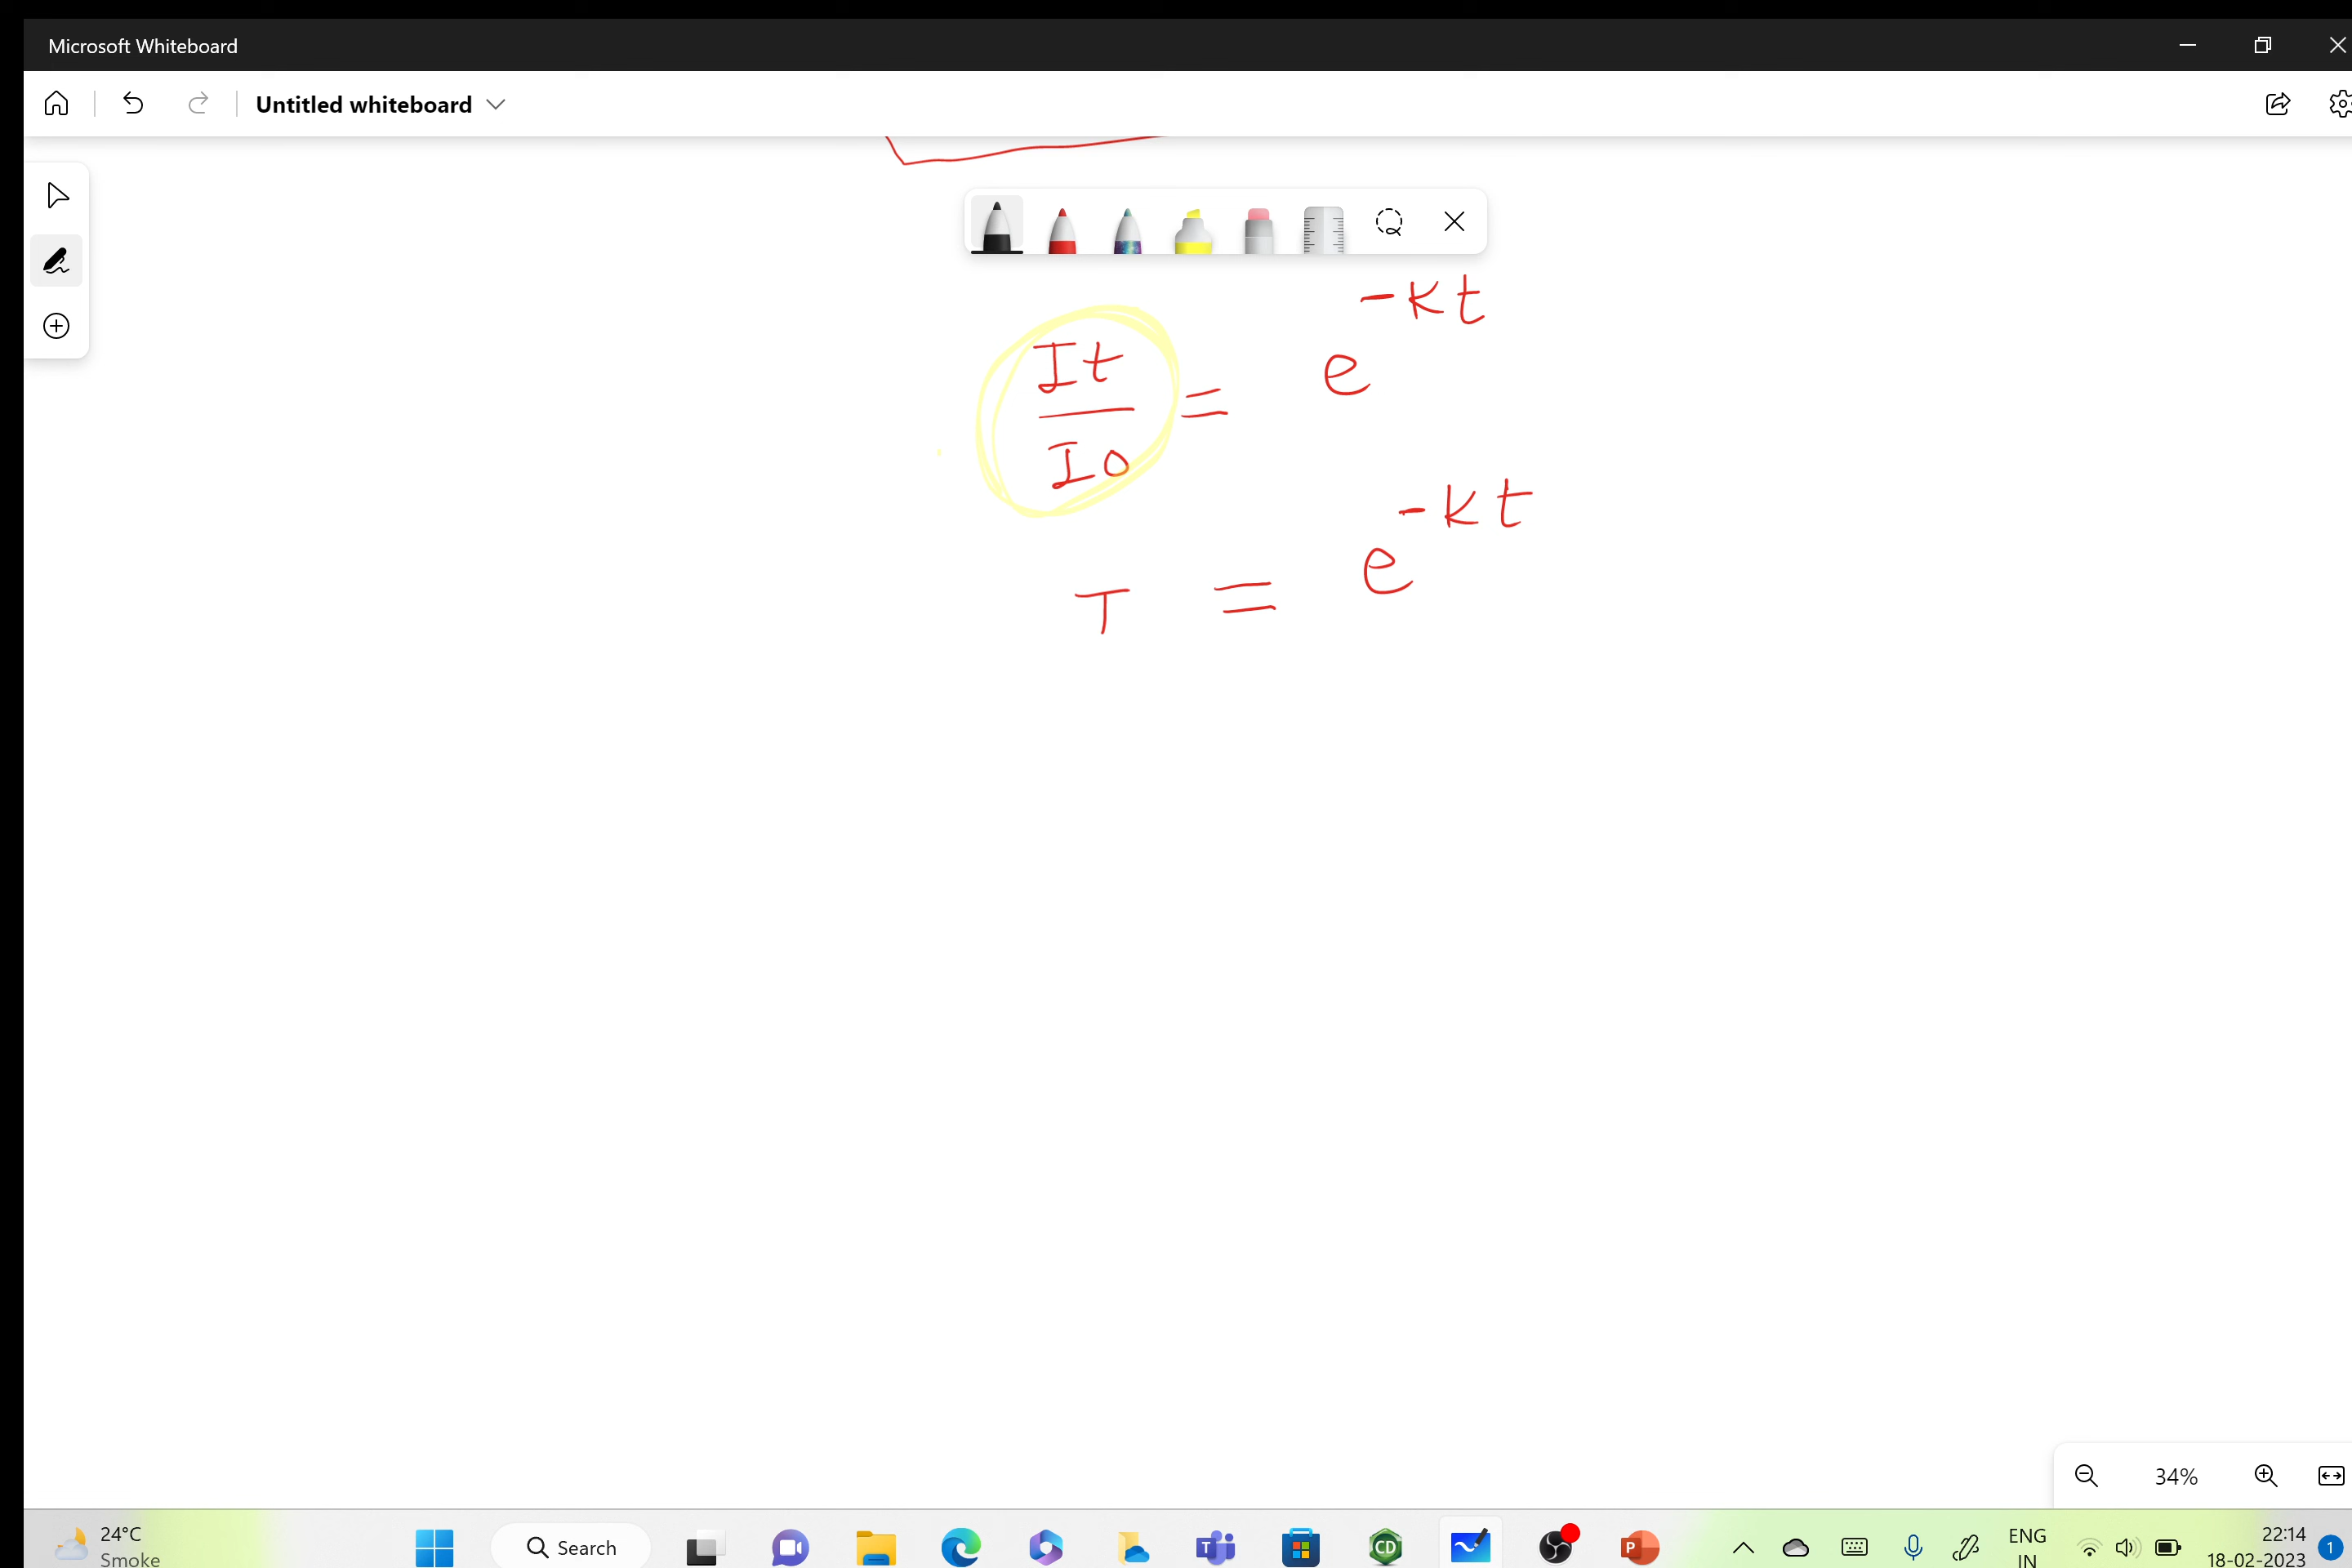 Microsoft Whiteboard
Untitled whiteboard
It/Io = e^-kt
T = e^-kt
34%
24°C
Smoke
Search
ENG
IN
22:14
18-02-2023
1